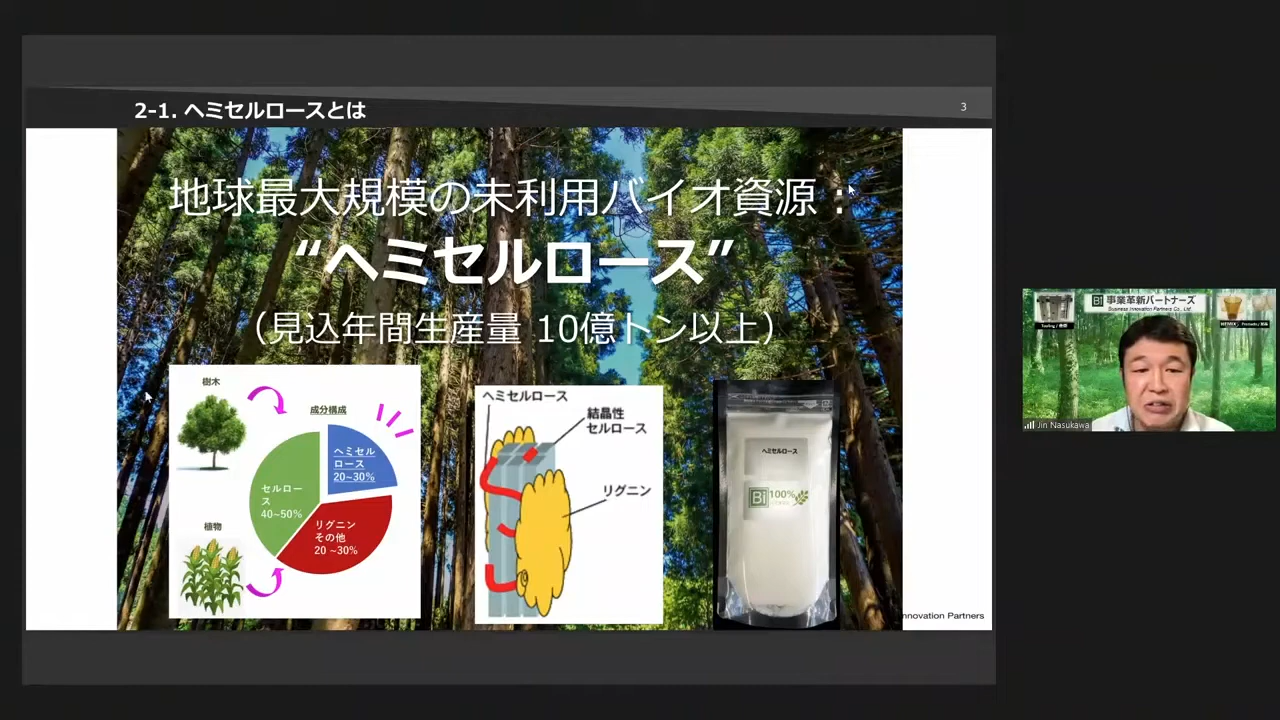 2-1. ヘミセルロースとは
3
地球最大規模の未利用バイオ資源：
“ヘミセルロース”
（見込年間生産量 10億トン以上）
樹木
成分構成
ヘミセル
ロース
20~30%
セルロー
ス
40~50%
リグニン
その他
20 ~30%
植物
ヘミセルロース
結晶性
セルロース
リグニン
ヘミセルロース
Bi 100%
nnovation Partners
Bi 事業革新パートナーズ
Business Innovation Partners Co., Ltd.
Jin Nasukawa